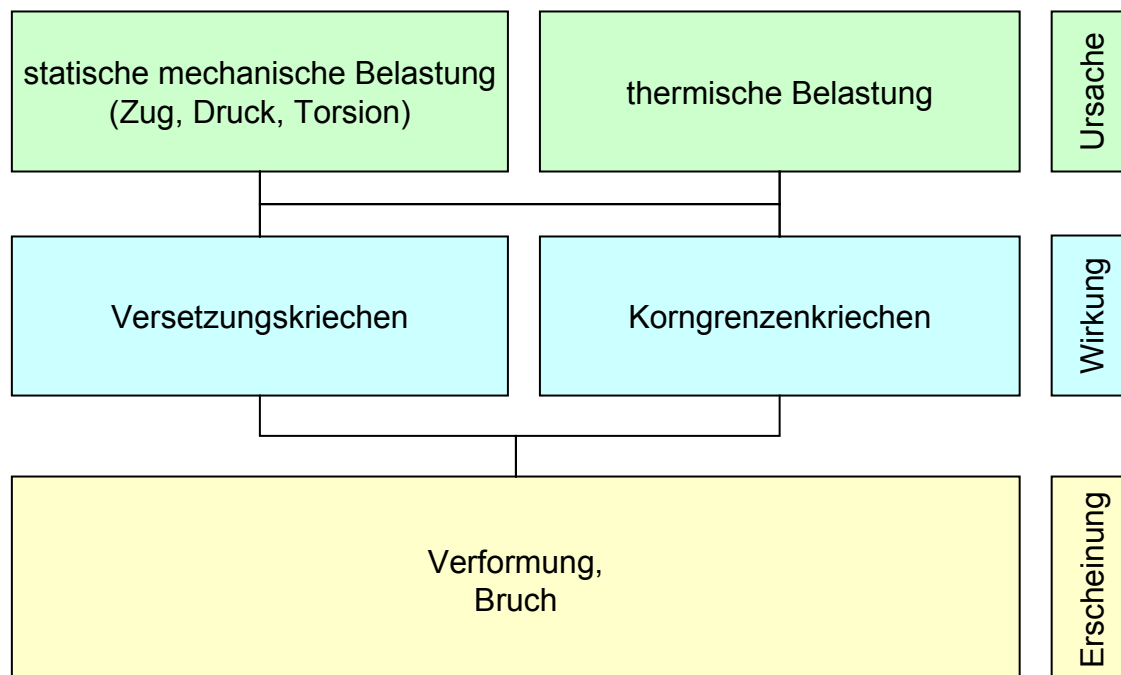 statische mechanische Belastung
(Zug, Druck, Torsion)
thermische Belastung
Ursache
Versetzungskriechen
Korngrenzenkriechen
Wirkung
Verformung,
Bruch
Erscheinung